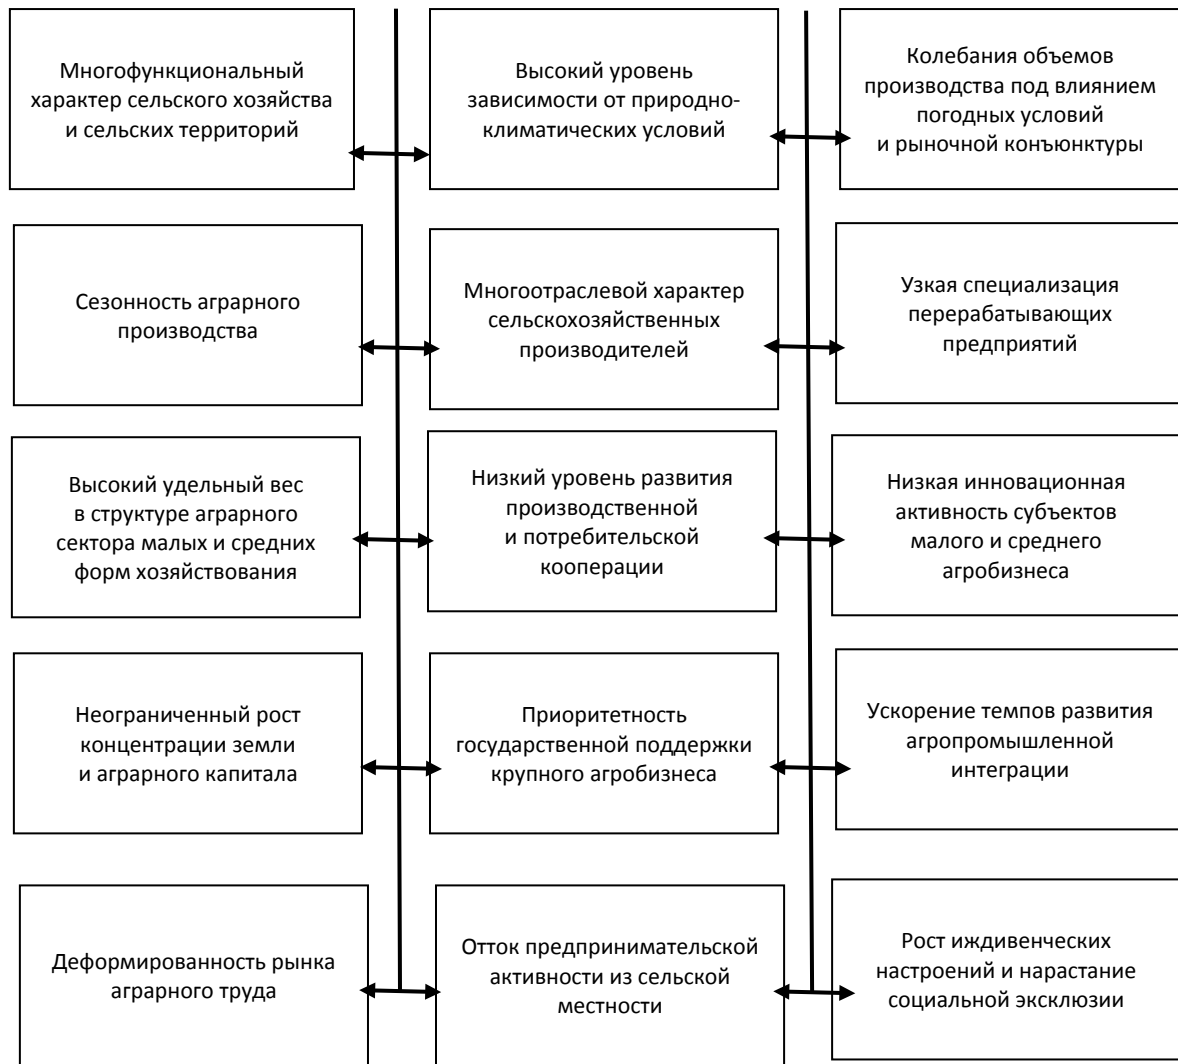 Многофункциональный
характер сельского хозяйства
и сельских территорий
Высокий уровень
зависимости от природно-
климатических условий
Колебания объемов
производства под влиянием
погодных условий
и рыночной конъюнктуры
Сезонность аграрного
производства
Многоотраслевой характер
сельскохозяйственных
производителей
Узкая специализация
перерабатывающих
предприятий
Высокий удельный вес
в структуре аграрного
сектора малых и средних
форм хозяйствования
Низкий уровень развития
производственной
и потребительской
кооперации
Низкая инновационная
активность субъектов
малого и среднего
агробизнеса
Неограниченный рост
концентрации земли
и аграрного капитала
Приоритетность
государственной поддержки
крупного агробизнеса
Ускорение темпов развития
агропромышленной
интеграции
Деформированность рынка
аграрного труда
Отток предпринимательской
активности из сельской
местности
Рост иждивенческих
настроений и нарастание
социальной эксклюзии